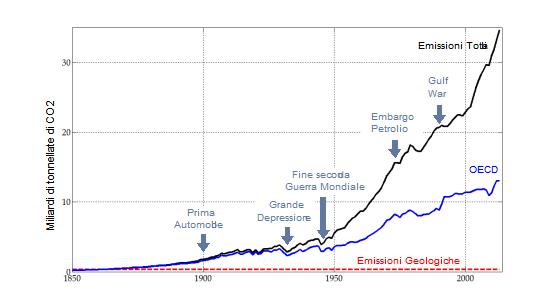 Emissioni Totali
Gulf
War
Embargo
Petrolio
OECD
Fine seconda
Guerra Mondiale
Prima
Automobile
Grande
Depressione
Emissioni Geologiche
Miliardi di tonnellate di CO2
30
20
10
0
1850
1900
1950
2000